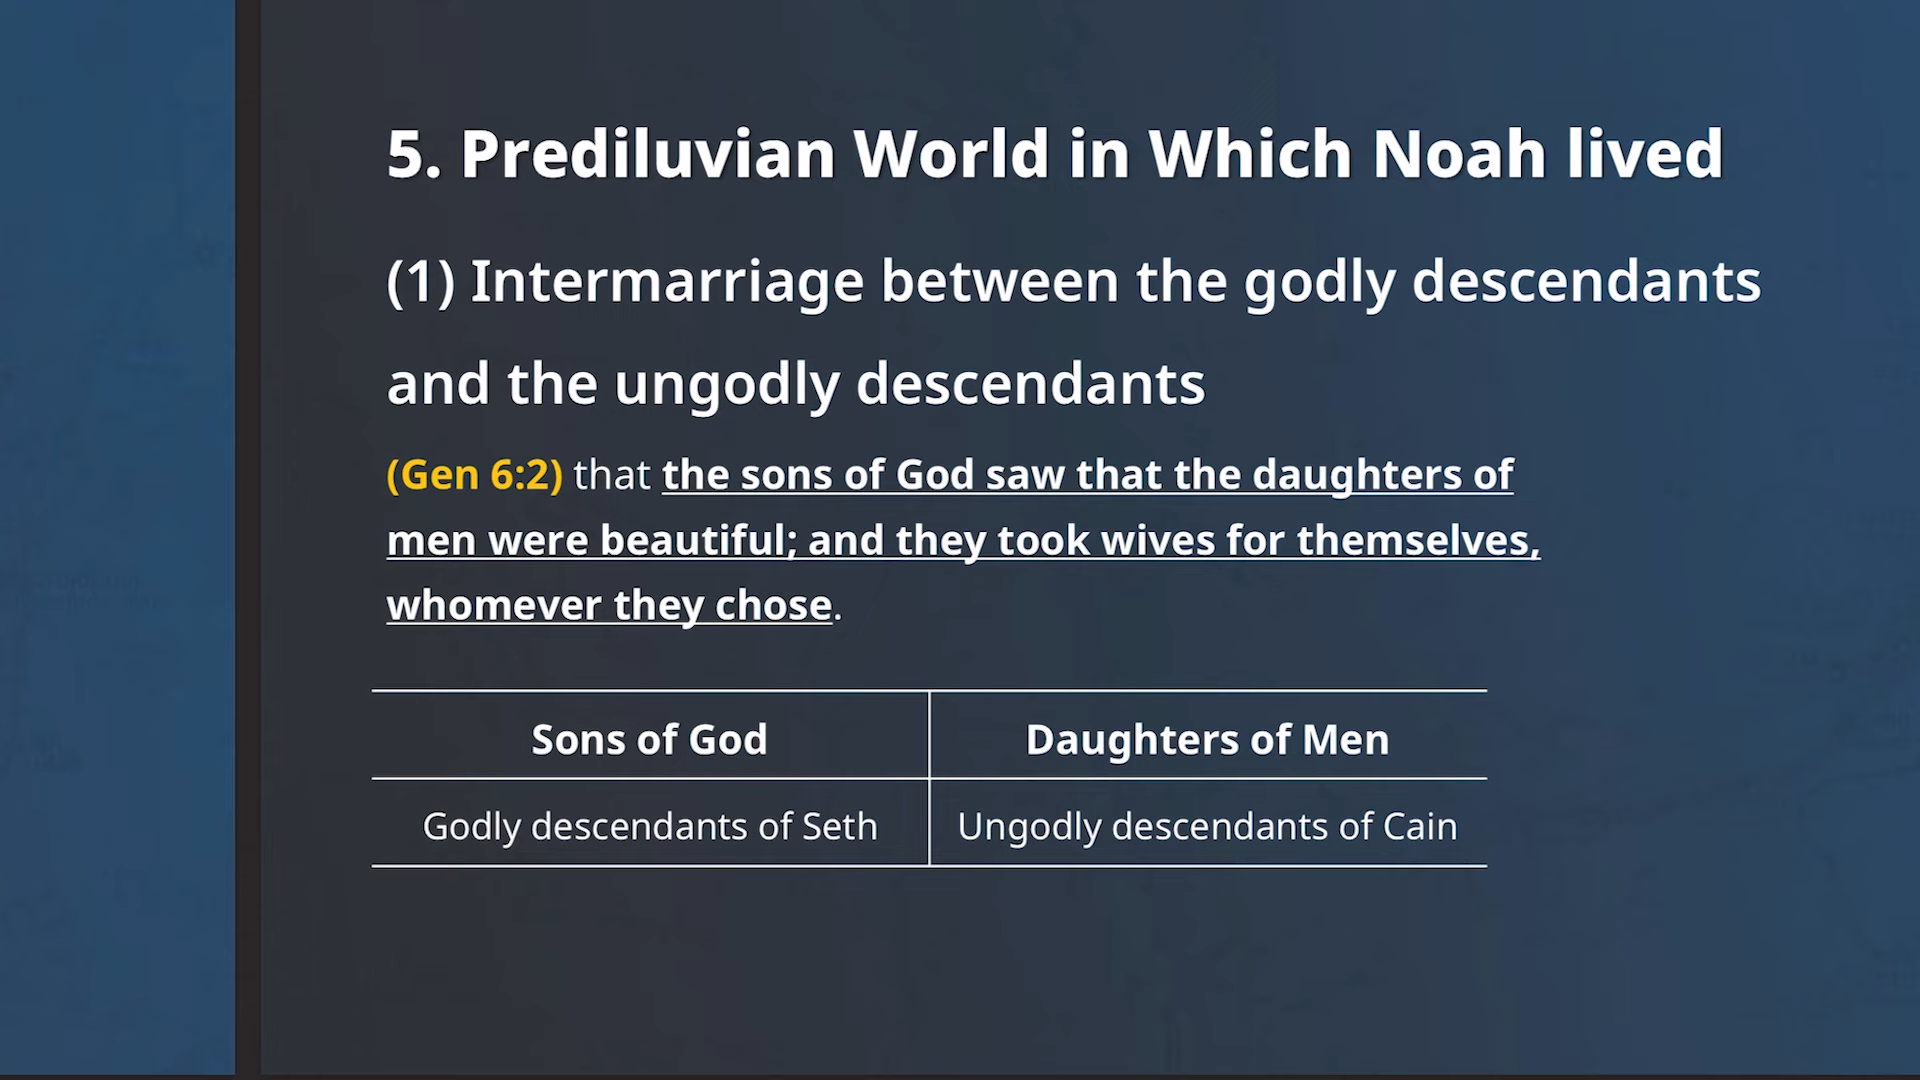 5. Prediluvian World in Which Noah lived
(1) Intermarriage between the godly descendants
and the ungodly descendants
(Gen 6:2) that the sons of God saw that the daughters of
men were beautiful; and they took wives for themselves,
whomever they chose.
Sons of God
Daughters of Men
Godly descendants of Seth
Ungodly descendants of Cain